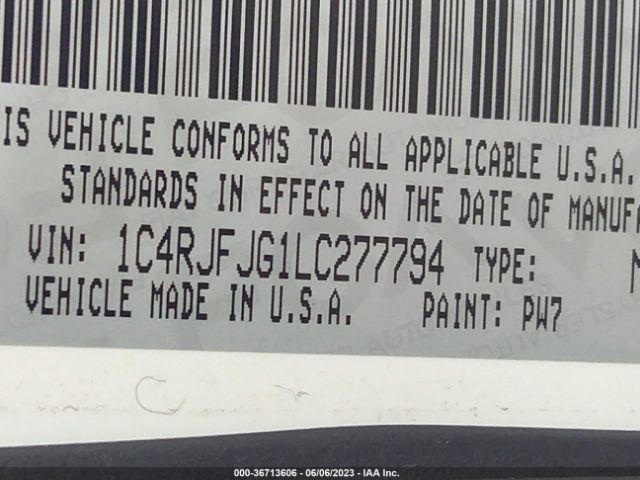 IS VEHICLE CONFORMS TO ALL APPLICABLE U.S.A.
STANDARDS IN EFFECT ON THE DATE OF MANUFA
VIN: 1C4RJFJG1LC277794 TYPE: M
VEHICLE MADE IN U.S.A. PAINT: PW7
000-36713606 - 06/06/2023 - IAA Inc.